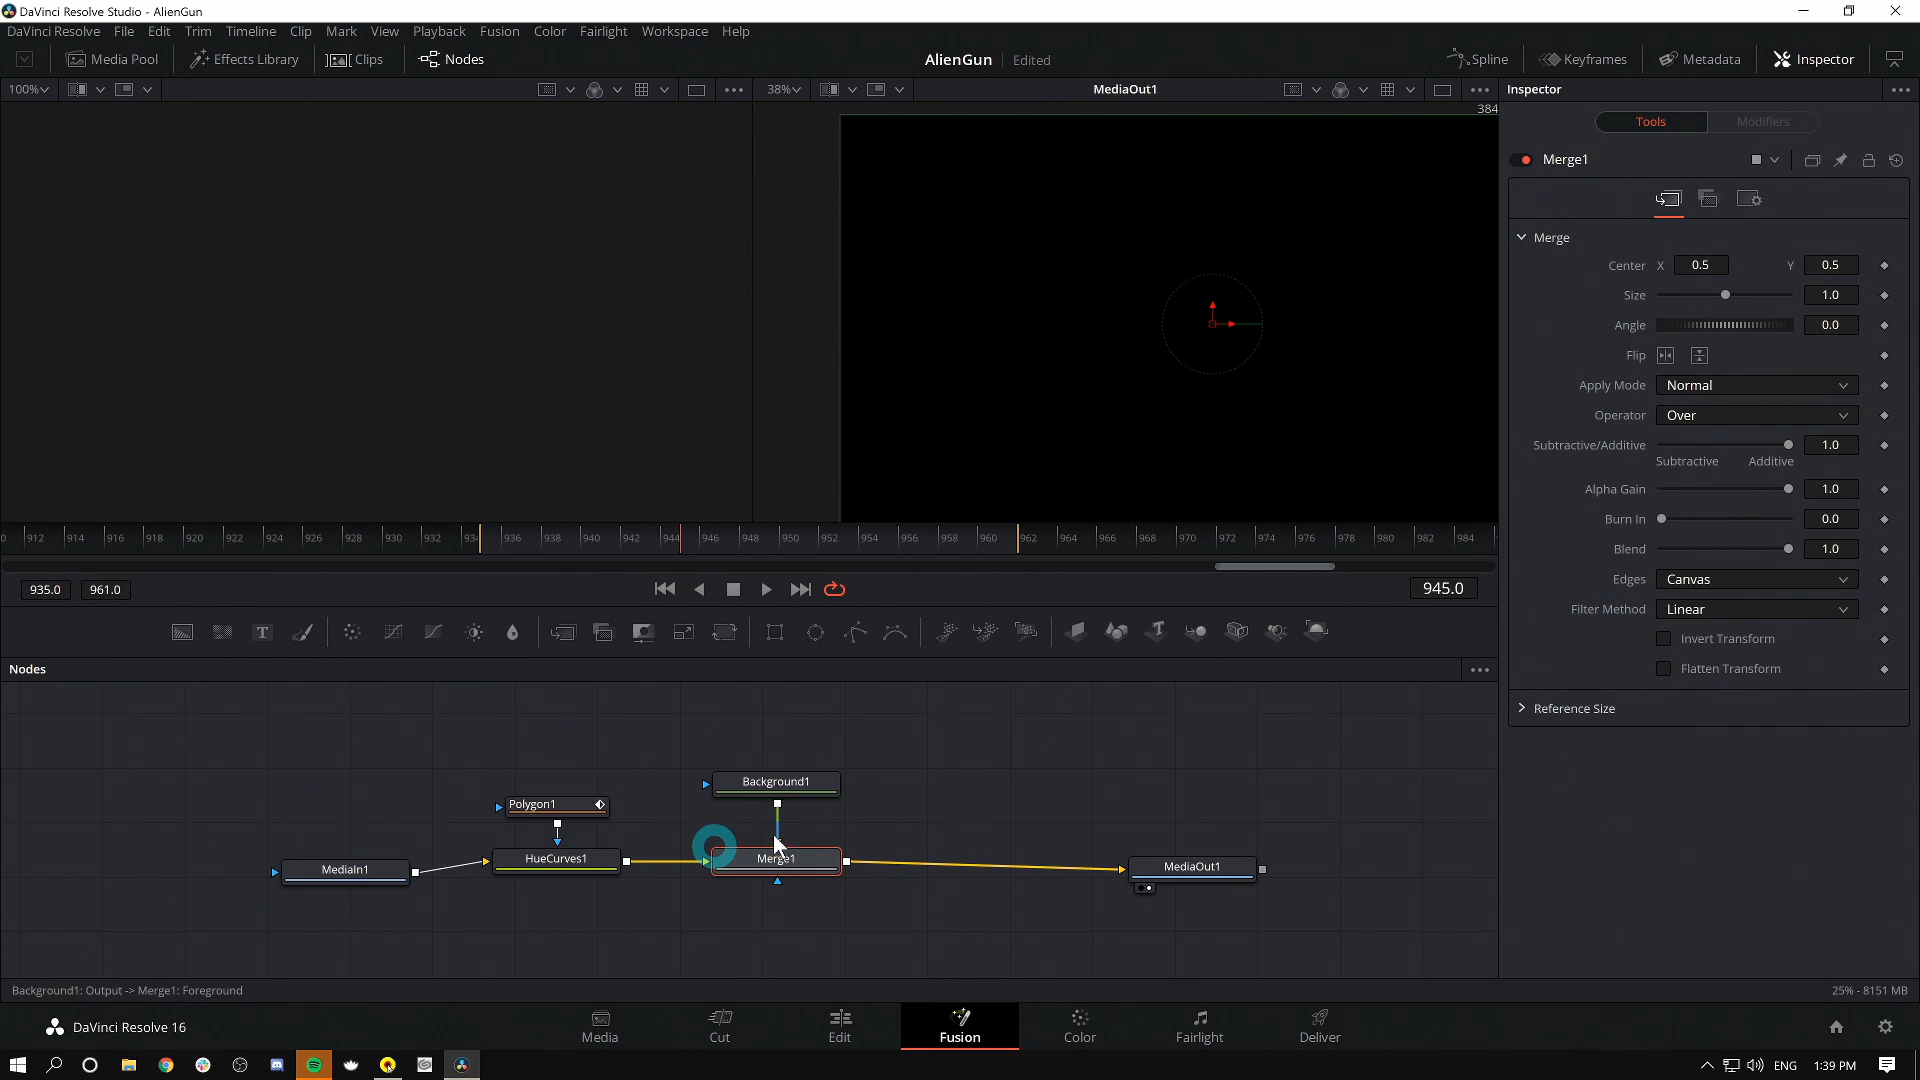 DaVinci Resolve Studio - AlienGun
DaVinci Resolve File Edit Trim Timeline Clip Mark View Playback Fusion Color Fairlight Workspace Help
Media Pool Effects Library Clips Nodes AlienGun Edited Spline Keyframes Metadata Inspector
100% 38% MediaOut1 Inspector
384
Tools Modifiers
Merge1
Merge
Center X 0.5 Y 0.5
Size 1.0
Angle 0.0
Flip
Apply Mode Normal
Operator Over
Subtractive/Additive 1.0
Subtractive Additive
Alpha Gain 1.0
Burn In 0.0
Blend 1.0
Edges Canvas
Filter Method Linear
Invert Transform
Flatten Transform
Reference Size
0 912 914 916 918 920 922 924 926 928 930 932 934 936 938 940 942 944 946 948 950 952 954 956 958 960 962 964 966 968 970 972 974 976 978 980 982 984
935.0 961.0 945.0
T
Nodes
Background1
Polygon1
HueCurves1
Merge1
MediaIn1
MediaOut1
Background1: Output -> Merge1: Foreground 25% - 8151 MB
DaVinci Resolve 16 Media Cut Edit Fusion Color Fairlight Deliver
ENG 1:39 PM